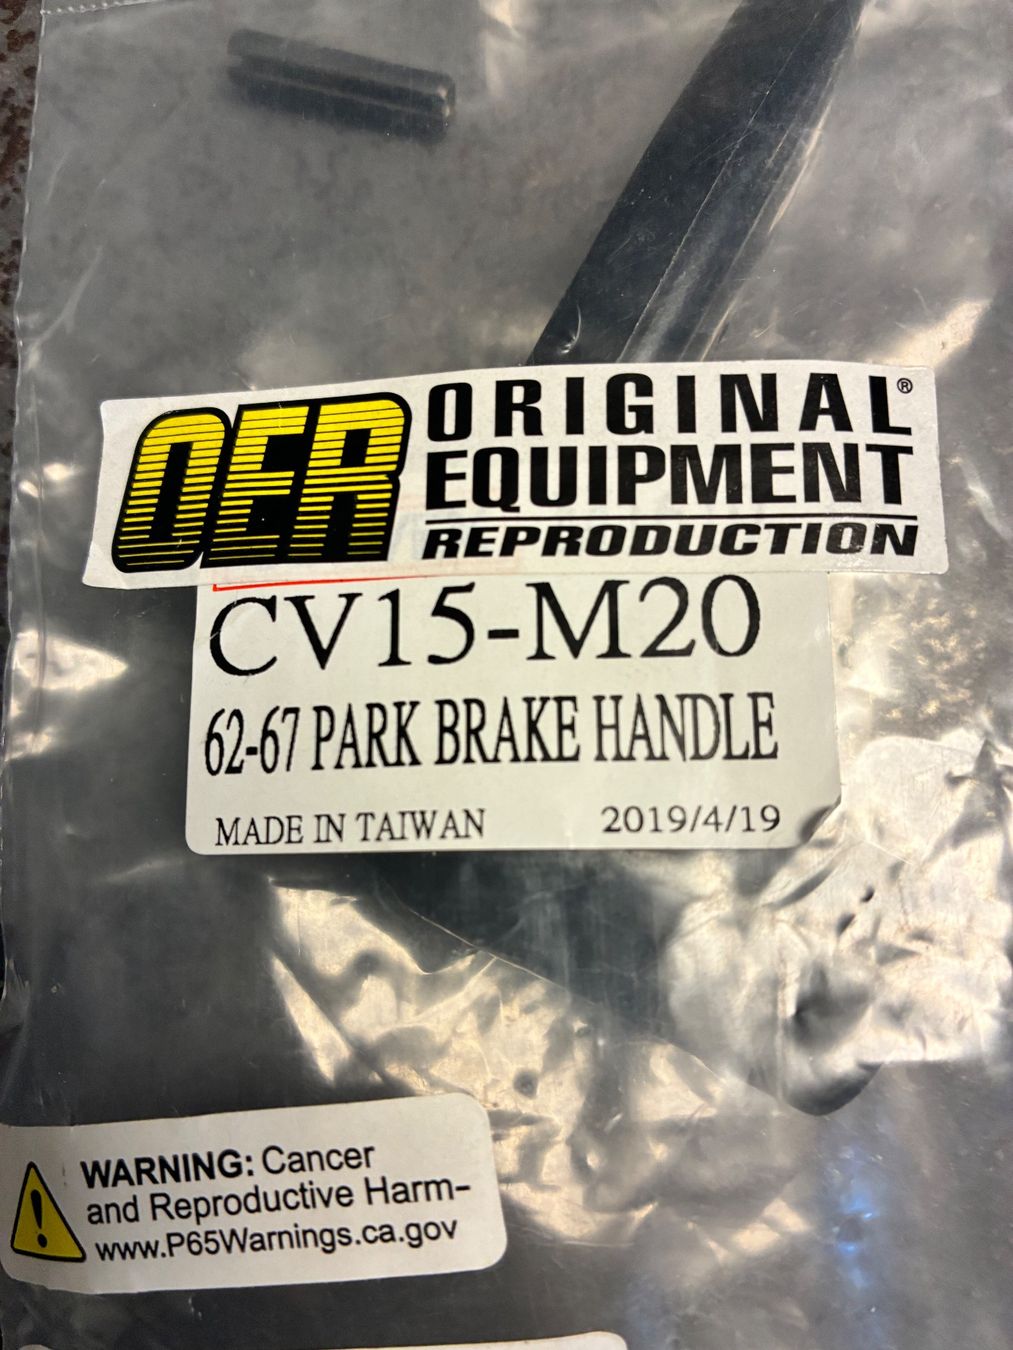 OER ORIGINAL®
EQUIPMENT
REPRODUCTION
CV15-M20
62-67 PARK BRAKE HANDLE
MADE IN TAIWAN 2019/4/19
WARNING: Cancer
and Reproductive Harm-
www.P65Warnings.ca.gov